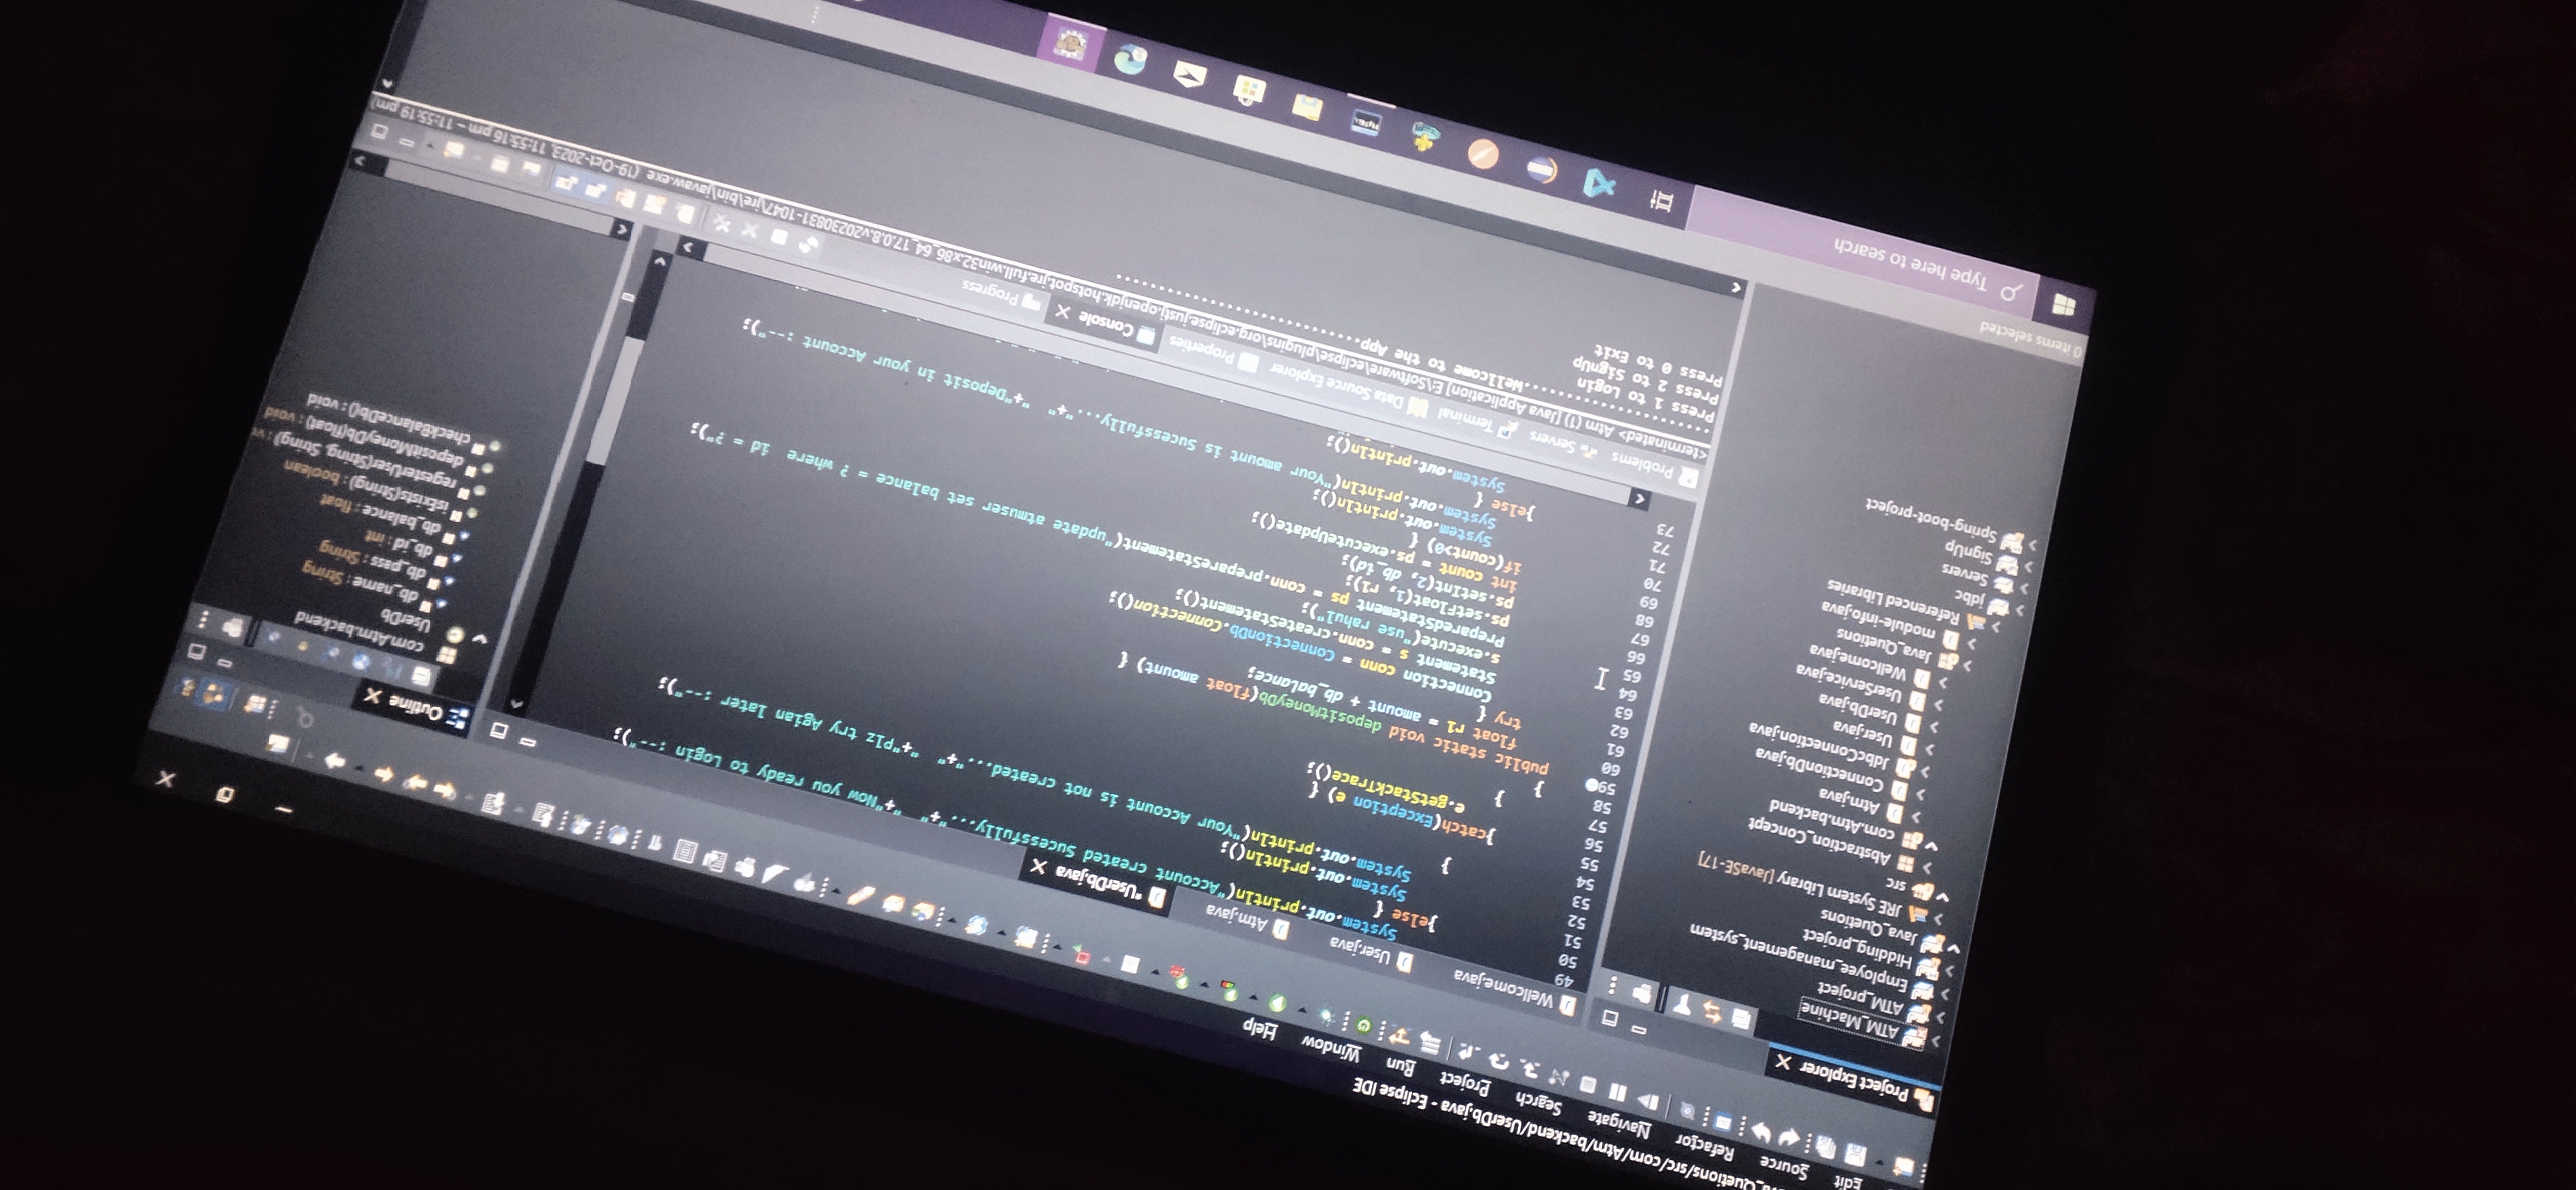 _Quetions/src/com/Atm/backend/UserDb.java - Eclipse IDE
Edit Source Refactor Navigate Search Project Run Window Help
Project Explorer
ATM_Machine
ATM_project
Employee_management_system
Hidding_project
Java_Quetions
JRE System Library [JavaSE-17]
src
Abstraction_Concept
com.Atm.backend
Atm.java
ConnectionDb.java
JdbcConnection.java
User.java
UserDb.java
UserService.java
Wellcome.java
Java_Quetions
module-info.java
Referenced Libraries
jdbc
Servers
SignUp
Spring-boot-project
0 items selected
Wellcome.java User.java Atm.java *UserDb.java
49
50
51
52
53
54
55
56
57
58
59
60
61
62
63
64
65
66
67
68
69
70
71
72
73
System.out.println("Account created Sucessfully..."+" "+"Now you ready to Login :--");
}else {
System.out.println();
System.out.println("Your Account is not created..."+" "+"Plz try Agian later :--");
}
}catch(Exception e) {
e.getStackTrace();
}
}
public static void depositMoneyDb(float amount) {
float r1 = amount + db_balance;
try {
Connection conn = ConnectionDb.Connection();
Statement s = conn.createStatement();
s.execute("use rahul");
PreparedStatement ps = conn.prepareStatement("update atmuser set balance = ? where  id = ?");
ps.setFloat(1, r1);
ps.setInt(2, db_id);
int count = ps.executeUpdate();
if(count>0) {
System.out.println();
System.out.println("Your amount is Sucessfully..."+" "+"Deposit in your Account :--");
}else {
System.out.println();
Outline
com.Atm.backend
UserDb
db_name : String
db_pass : String
db_id : int
db_balance : float
isExists(String) : boolean
regesterUser(String, String) : v
depositMoneyDb(float) : void
checkBalanceDb() : void
Problems Servers Terminal Data Source Explorer Properties Console Progress
<terminated> Atm (1) [Java Application] E:\Software\eclipse\plugins\org.eclipse.justj.openjdk.hotspot.jre.full.win32.x86_64_17.0.8.v20230831-1047\jre\bin\javaw.exe (19-Oct-2023, 11:55:16 pm – 11:55:19 pm)
..........................Wellcome to the App..................................
Press 1 to Login
Press 2 to SignUp
Press 0 to Exit
Type here to search